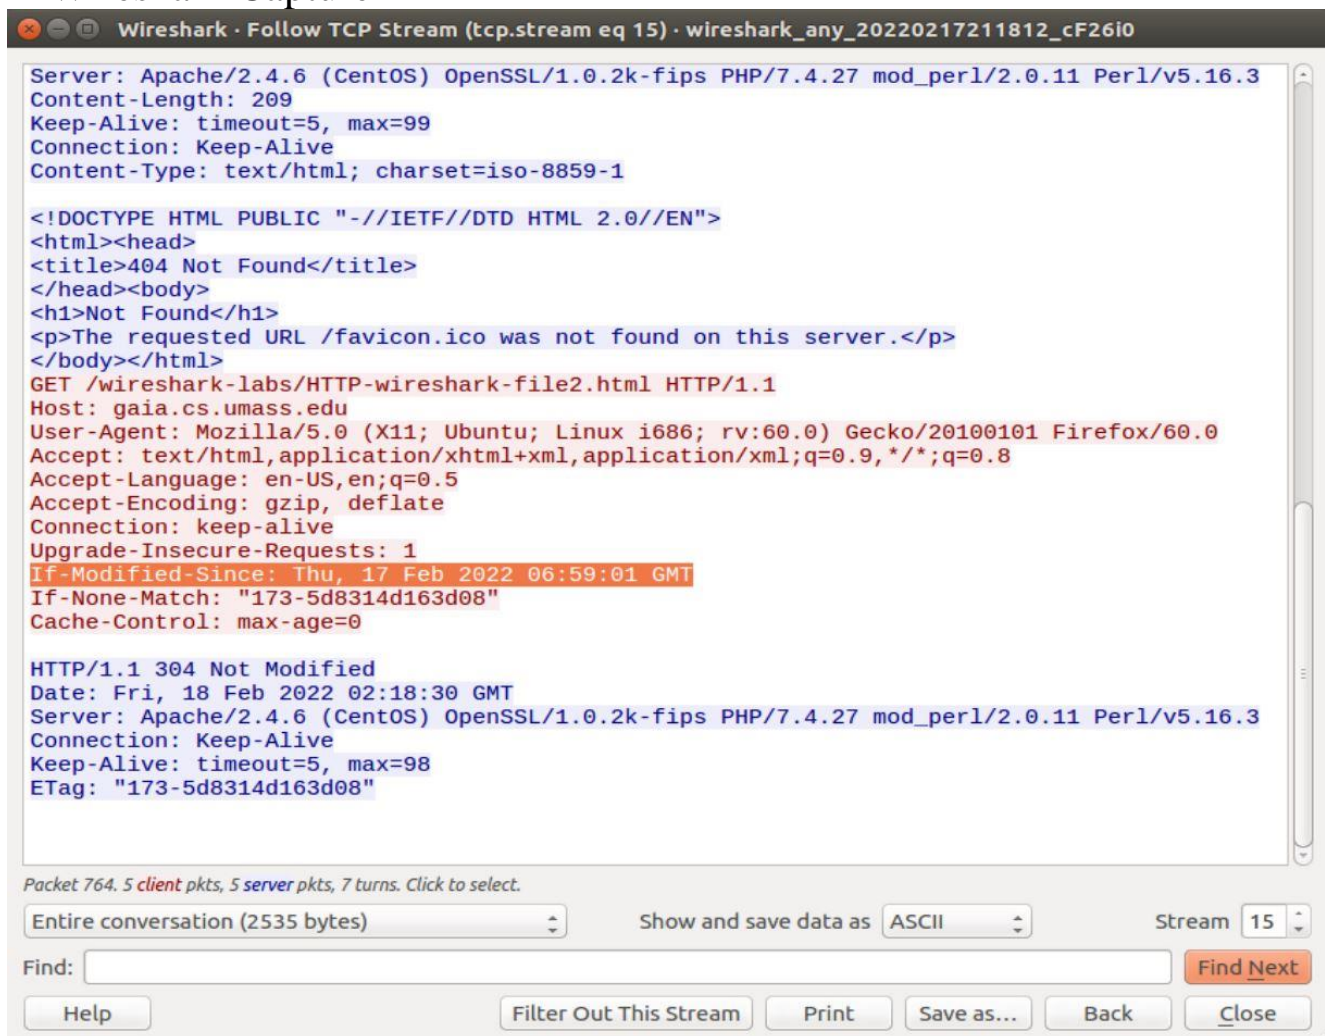 Wireshark · Follow TCP Stream (tcp.stream eq 15) · wireshark_any_20220217211812_cF26i0
Server: Apache/2.4.6 (CentOS) OpenSSL/1.0.2k-fips PHP/7.4.27 mod_perl/2.0.11 Perl/v5.16.3
Content-Length: 209
Keep-Alive: timeout=5, max=99
Connection: Keep-Alive
Content-Type: text/html; charset=iso-8859-1
<!DOCTYPE HTML PUBLIC "-//IETF//DTD HTML 2.0//EN">
<html><head>
<title>404 Not Found</title>
</head><body>
<h1>Not Found</h1>
<p>The requested URL /favicon.ico was not found on this server.</p>
</body></html>
GET /wireshark-labs/HTTP-wireshark-file2.html HTTP/1.1
Host: gaia.cs.umass.edu
User-Agent: Mozilla/5.0 (X11; Ubuntu; Linux i686; rv:60.0) Gecko/20100101 Firefox/60.0
Accept: text/html,application/xhtml+xml,application/xml;q=0.9,*/*;q=0.8
Accept-Language: en-US,en;q=0.5
Accept-Encoding: gzip, deflate
Connection: keep-alive
Upgrade-Insecure-Requests: 1
If-Modified-Since: Thu, 17 Feb 2022 06:59:01 GMT
If-None-Match: "173-5d8314d163d08"
Cache-Control: max-age=0
HTTP/1.1 304 Not Modified
Date: Fri, 18 Feb 2022 02:18:30 GMT
Server: Apache/2.4.6 (CentOS) OpenSSL/1.0.2k-fips PHP/7.4.27 mod_perl/2.0.11 Perl/v5.16.3
Connection: Keep-Alive
Keep-Alive: timeout=5, max=98
ETag: "173-5d8314d163d08"
Packet 764. 5 client pkts, 5 server pkts, 7 turns. Click to select.
Entire conversation (2535 bytes) Show and save data as ASCII Stream 15
Find: Find Next
Help Filter Out This Stream Print Save as... Back Close